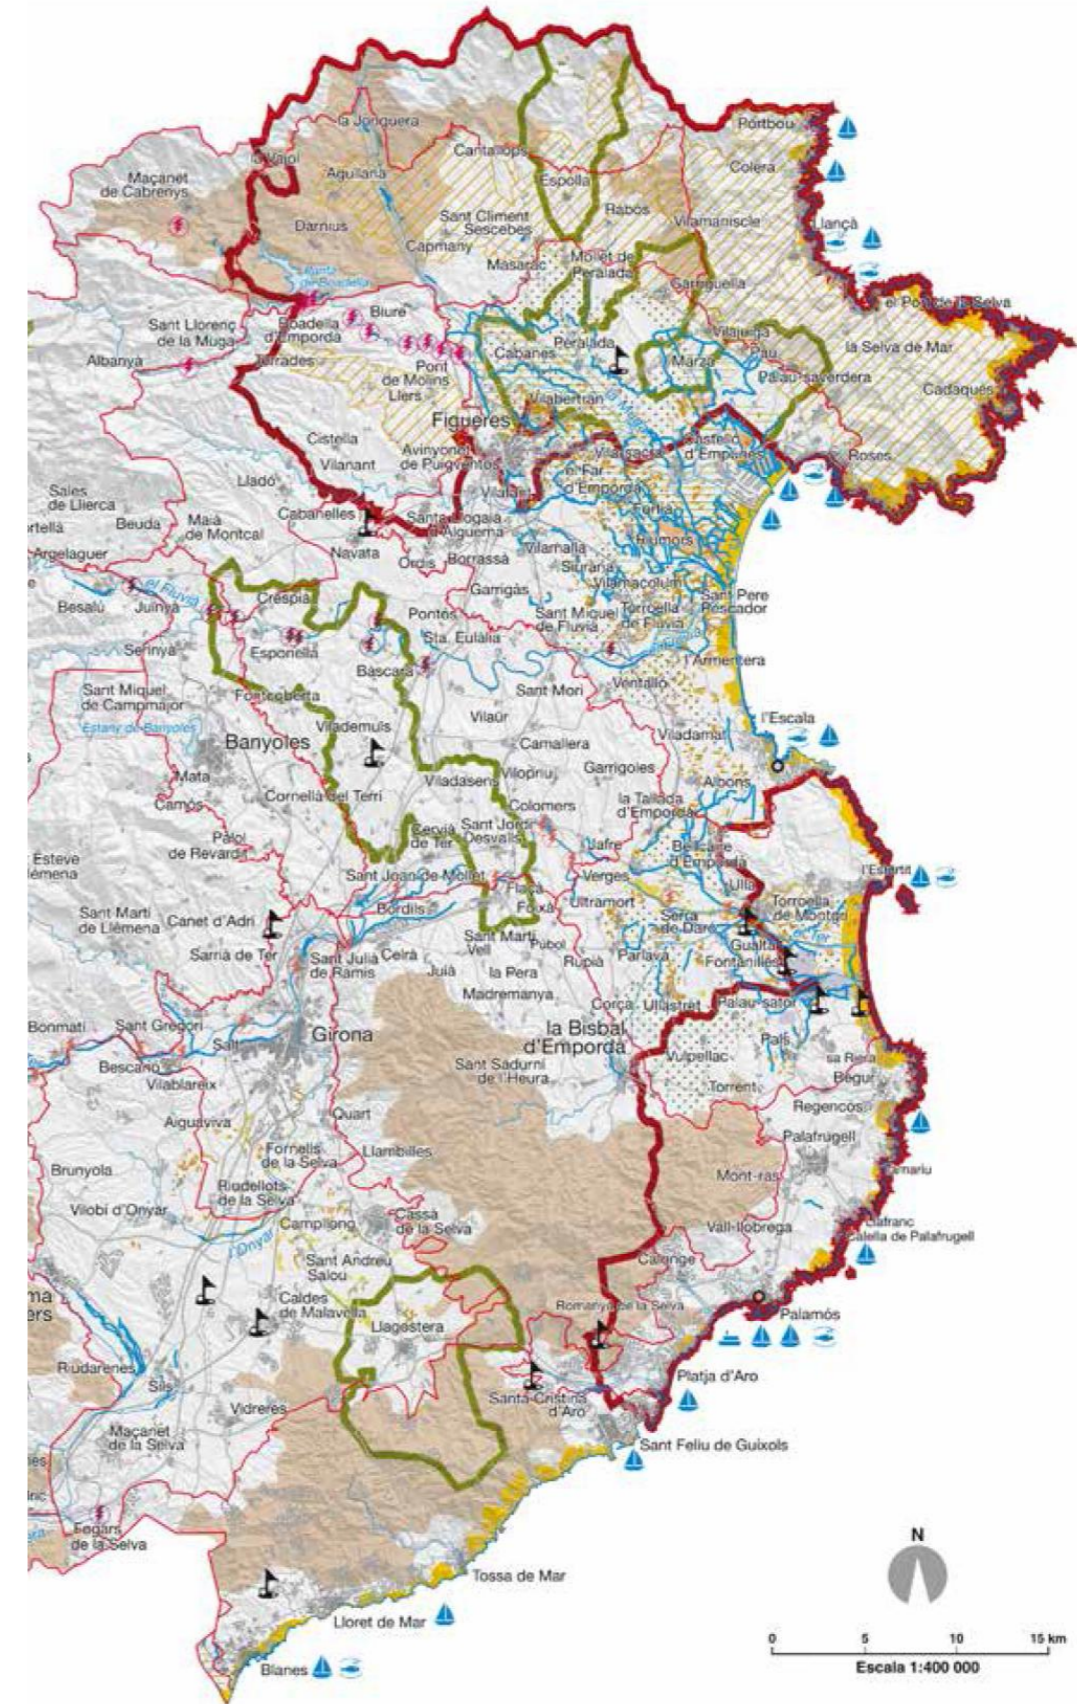 Portbou
la Jonquera
Cantallops
Colera
la Vajol
Maçanet
de Cabrenys
Agullana
Espolla
Rabós
Vilamaniscle
Llançà
Darnius
Sant Climent
Sescebes
Capmany
Masarac
Mollet de
Peralada
Garriguella
el Port de la Selva
Sant Llorenç
de la Muga
Boadella
d'Empordà
Biure
Peralada
Vilajuïga
la Selva de Mar
Albanyà
Terrades
Pont
de Molins
Cabanes
Marzà
Pau
Palau-saverdera
Cadaqués
Llers
Vilabertran
Figueres
Cistella
Vilanant
Avinyonet
de Puigventós
Vila-sacra
Castelló
d'Empúries
Roses
el Far
d'Empordà
Lladó
Sales
de Llierca
Cabanelles
Fortià
Beuda
Maià
de Montcal
Santa Llogaia
d'Àlguema
Riumors
Argelaguer
Navata
Ordis
Borrassà
Vilamalla
Siurana
Vilamacolum
Garrigàs
Besalú
Juinyà
el Fluvià
Crespià
Pontós
Sant Miquel
de Fluvià
Torroella
de Fluvià
Sant Pere
Pescador
Serinyà
Esponellà
Sta. Eulàlia
Bàscara
l'Armentera
Sant Miquel
de Campmajor
Fontcoberta
Sant Mori
Ventalló
Estany de Banyoles
Vilademuls
Vilaür
l'Escala
Banyoles
Camallera
Viladamat
Mata
Viladasens
Vilopriu
Garrigoles
Albons
Camós
Cornellà del Terri
Colomers
la Tallada
d'Empordà
Palol
de Revardit
Cervià
de Ter
Sant Jordi
Desvalls
Jafre
Bellcaire
d'Empordà
Esteve
Sant Joan de Mollet
Verges
Ullà
l'Estartit
Flaçà
Bordils
Foixà
Ultramort
Torroella
de Montgrí
Sant Martí
de Llémena
Canet d'Adri
Serra
de Daró
Sant Martí
Vell
Púbol
Gualta
Sarrià de Ter
Sant Julià
de Ramis
Celrà
Juià
la Pera
Rupià
Parlavà
Fontanilles
Madremanya
Corçà
Ullastret
Palau-sator
Bonmatí
Sant Gregori
Salt
Girona
la Bisbal
d'Empordà
Pals
Bescanó
Sant Sadurní
de l'Heura
Vulpellac
sa Riera
Vilablareix
Torrent
Begur
Aiguaviva
Quart
Regencós
Fornells
de la Selva
Llambilles
Palafrugell
Brunyola
Riudellots
de la Selva
Mont-ras
Tamariu
Vilobí d'Onyar
Campllong
Cassà
de la Selva
Vall-llobrega
Llafranc
Calella de Palafrugell
l'Onyar
Sant Andreu
Salou
Calonge
Caldes
de Malavella
Romanyà de la Selva
Palamós
Llagostera
Riudarenes
Sils
Platja d'Aro
Santa Cristina
d'Aro
Vidreres
Maçanet
de la Selva
Sant Feliu de Guíxols
Fogars
de la Selva
Tossa de Mar
N
Lloret de Mar
Blanes
0 5 10 15 km
Escala 1:400 000